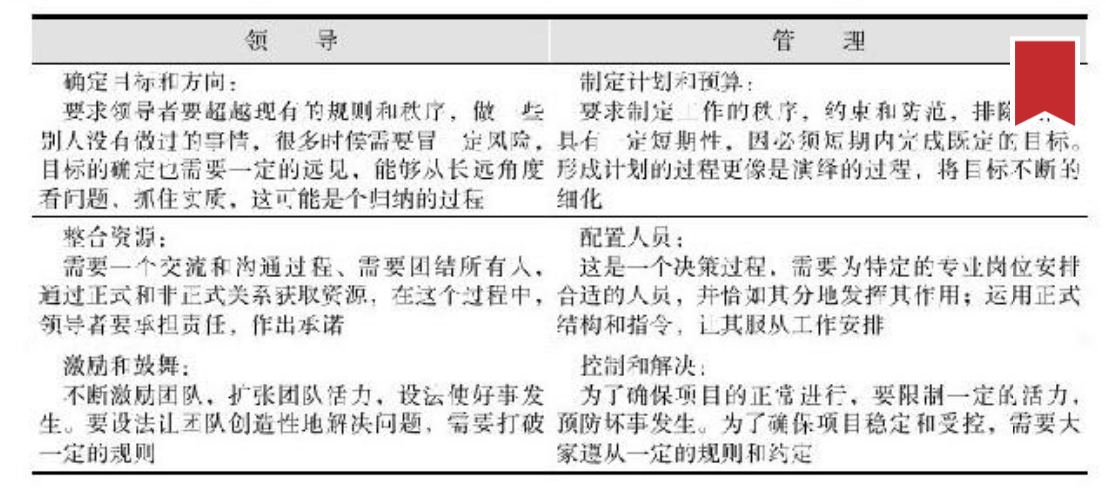 领 导
管 理
确定目标和方向：
要求领导者要超越现有的规则和秩序，做 些
别人没有做过的事情，很多时候需要冒 定风险，
目标的确定也需要一定的远见，能够从长远角度
看问题，抓住实质，这可能是个归纳的过程
制定计划和预算：
要求制定工作的秩序，约束和防范，排除
具有 定短期性，因必须短期内完成既定的目标。
形成计划的过程更像是演绎的过程，将目标不断的
细化
整合资源：
需要一个交流和沟通过程、需要团结所有人，
通过正式和非正式关系获取资源，在这个过程中，
领导者要承担责任，作出承诺
配置人员：
这是一个决策过程，需要为特定的专业岗位安排
合适的人员，并恰如其分地发挥其作用；运用正式
结构和指令，让其服从工作安排
激励和鼓舞：
不断激励团队，扩张团队活力，设法使好事发
生。要设法让团队创造性地解决问题，需要打破
一定的规则
控制和解决：
为了确保项目的正常进行，要限制一定的活力，
预防坏事发生。为了确保项目稳定和受控，需要大
家遵从一定的规则和约定